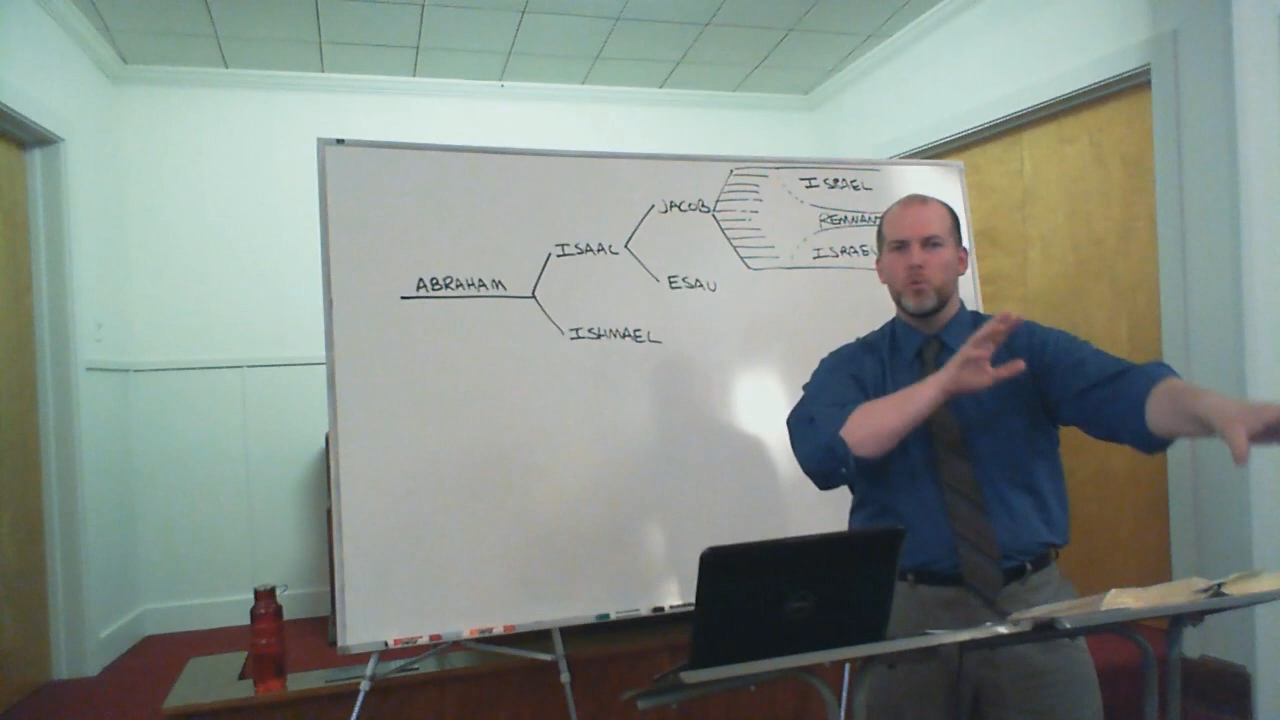 ISRAEL
JACOB
REMNANT
ISAAC
ISRAEL
ABRAHAM
ESAU
ISHMAEL